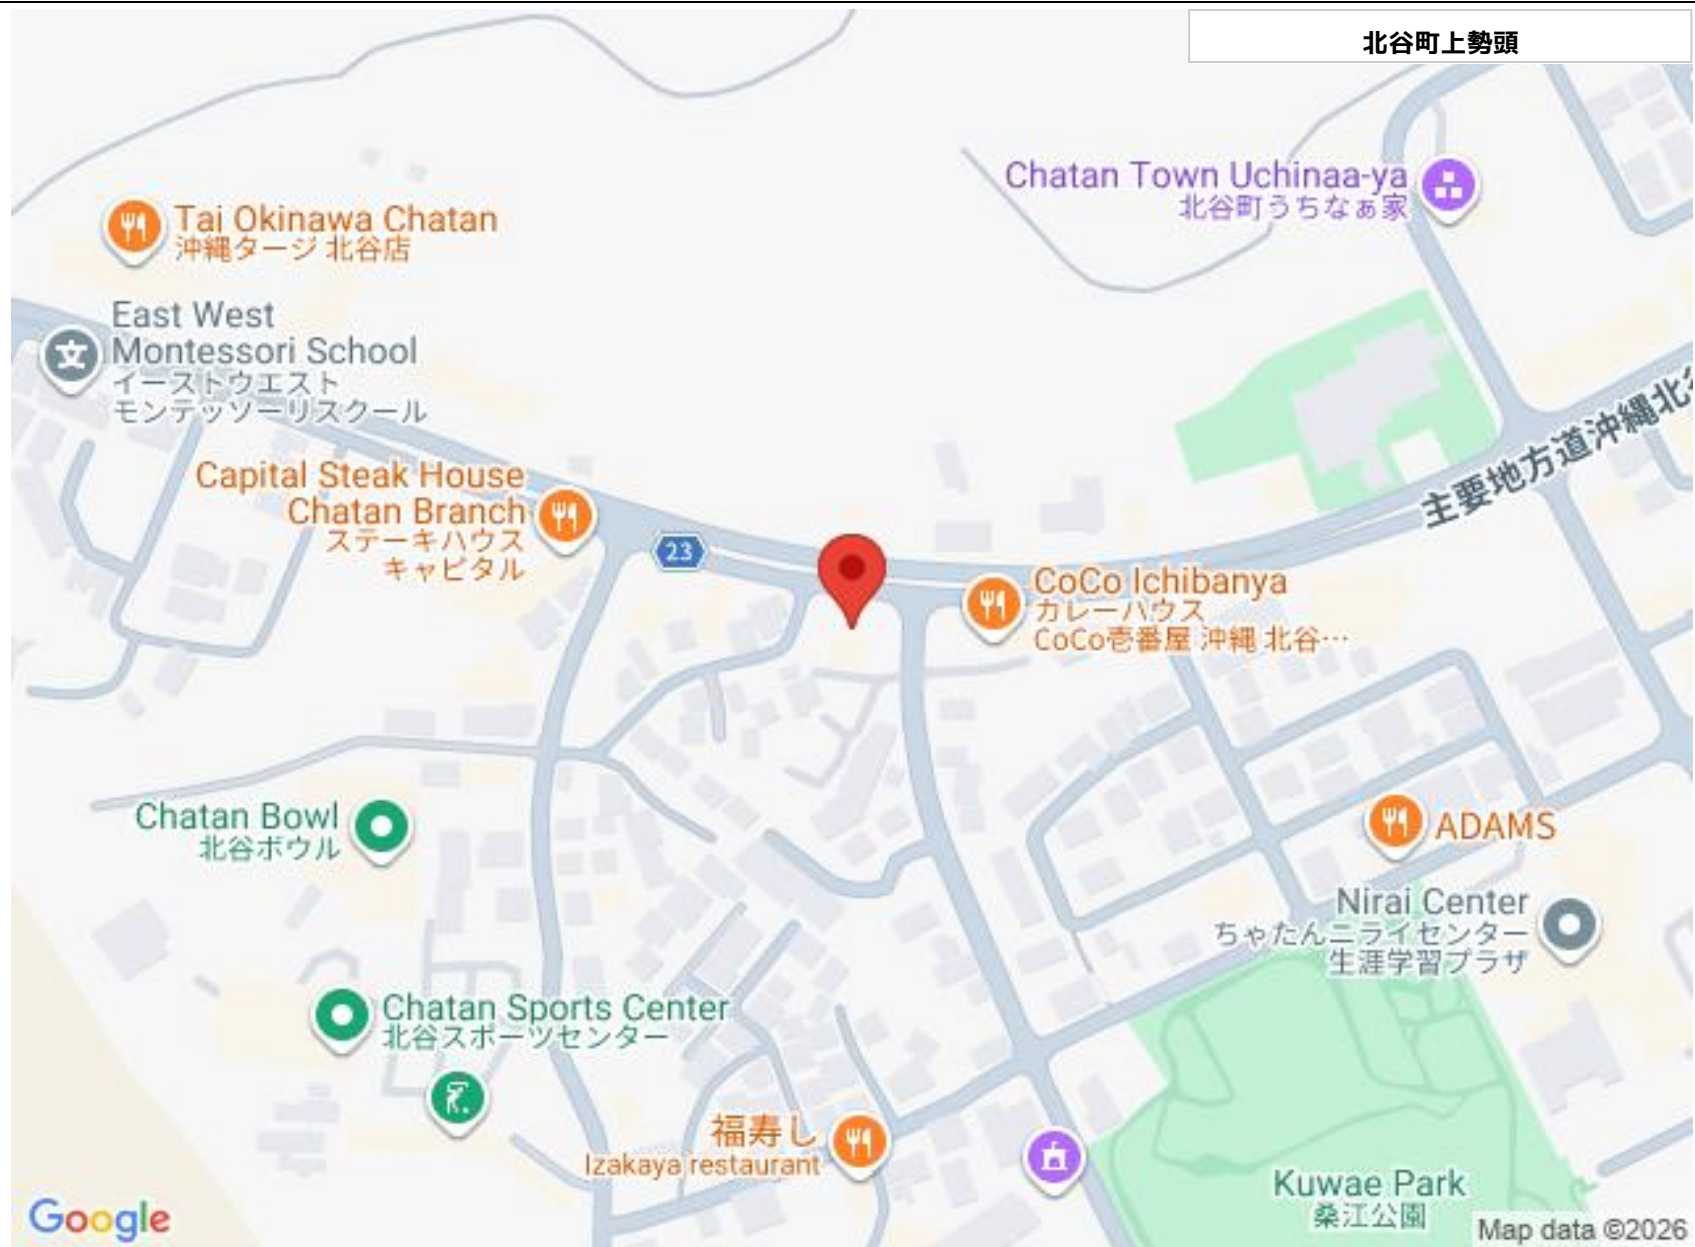 北谷町上勢頭
Chatan Town Uchinaa-ya
北谷町うちなぁ家
Tai Okinawa Chatan
沖縄タージ 北谷店
East West
Montessori School
イーストウエスト
モンテッソーリスクール
主要地方道沖縄北谷
Capital Steak House
Chatan Branch
ステーキハウス
キャピタル
23
CoCo Ichibanya
カレーハウス
CoCo壱番屋 沖縄 北谷…
Chatan Bowl
北谷ボウル
ADAMS
Nirai Center
ちゃたんニライセンター
生涯学習プラザ
Chatan Sports Center
北谷スポーツセンター
福寿し
Izakaya restaurant
Kuwae Park
桑江公園
Google
Map data ©2026